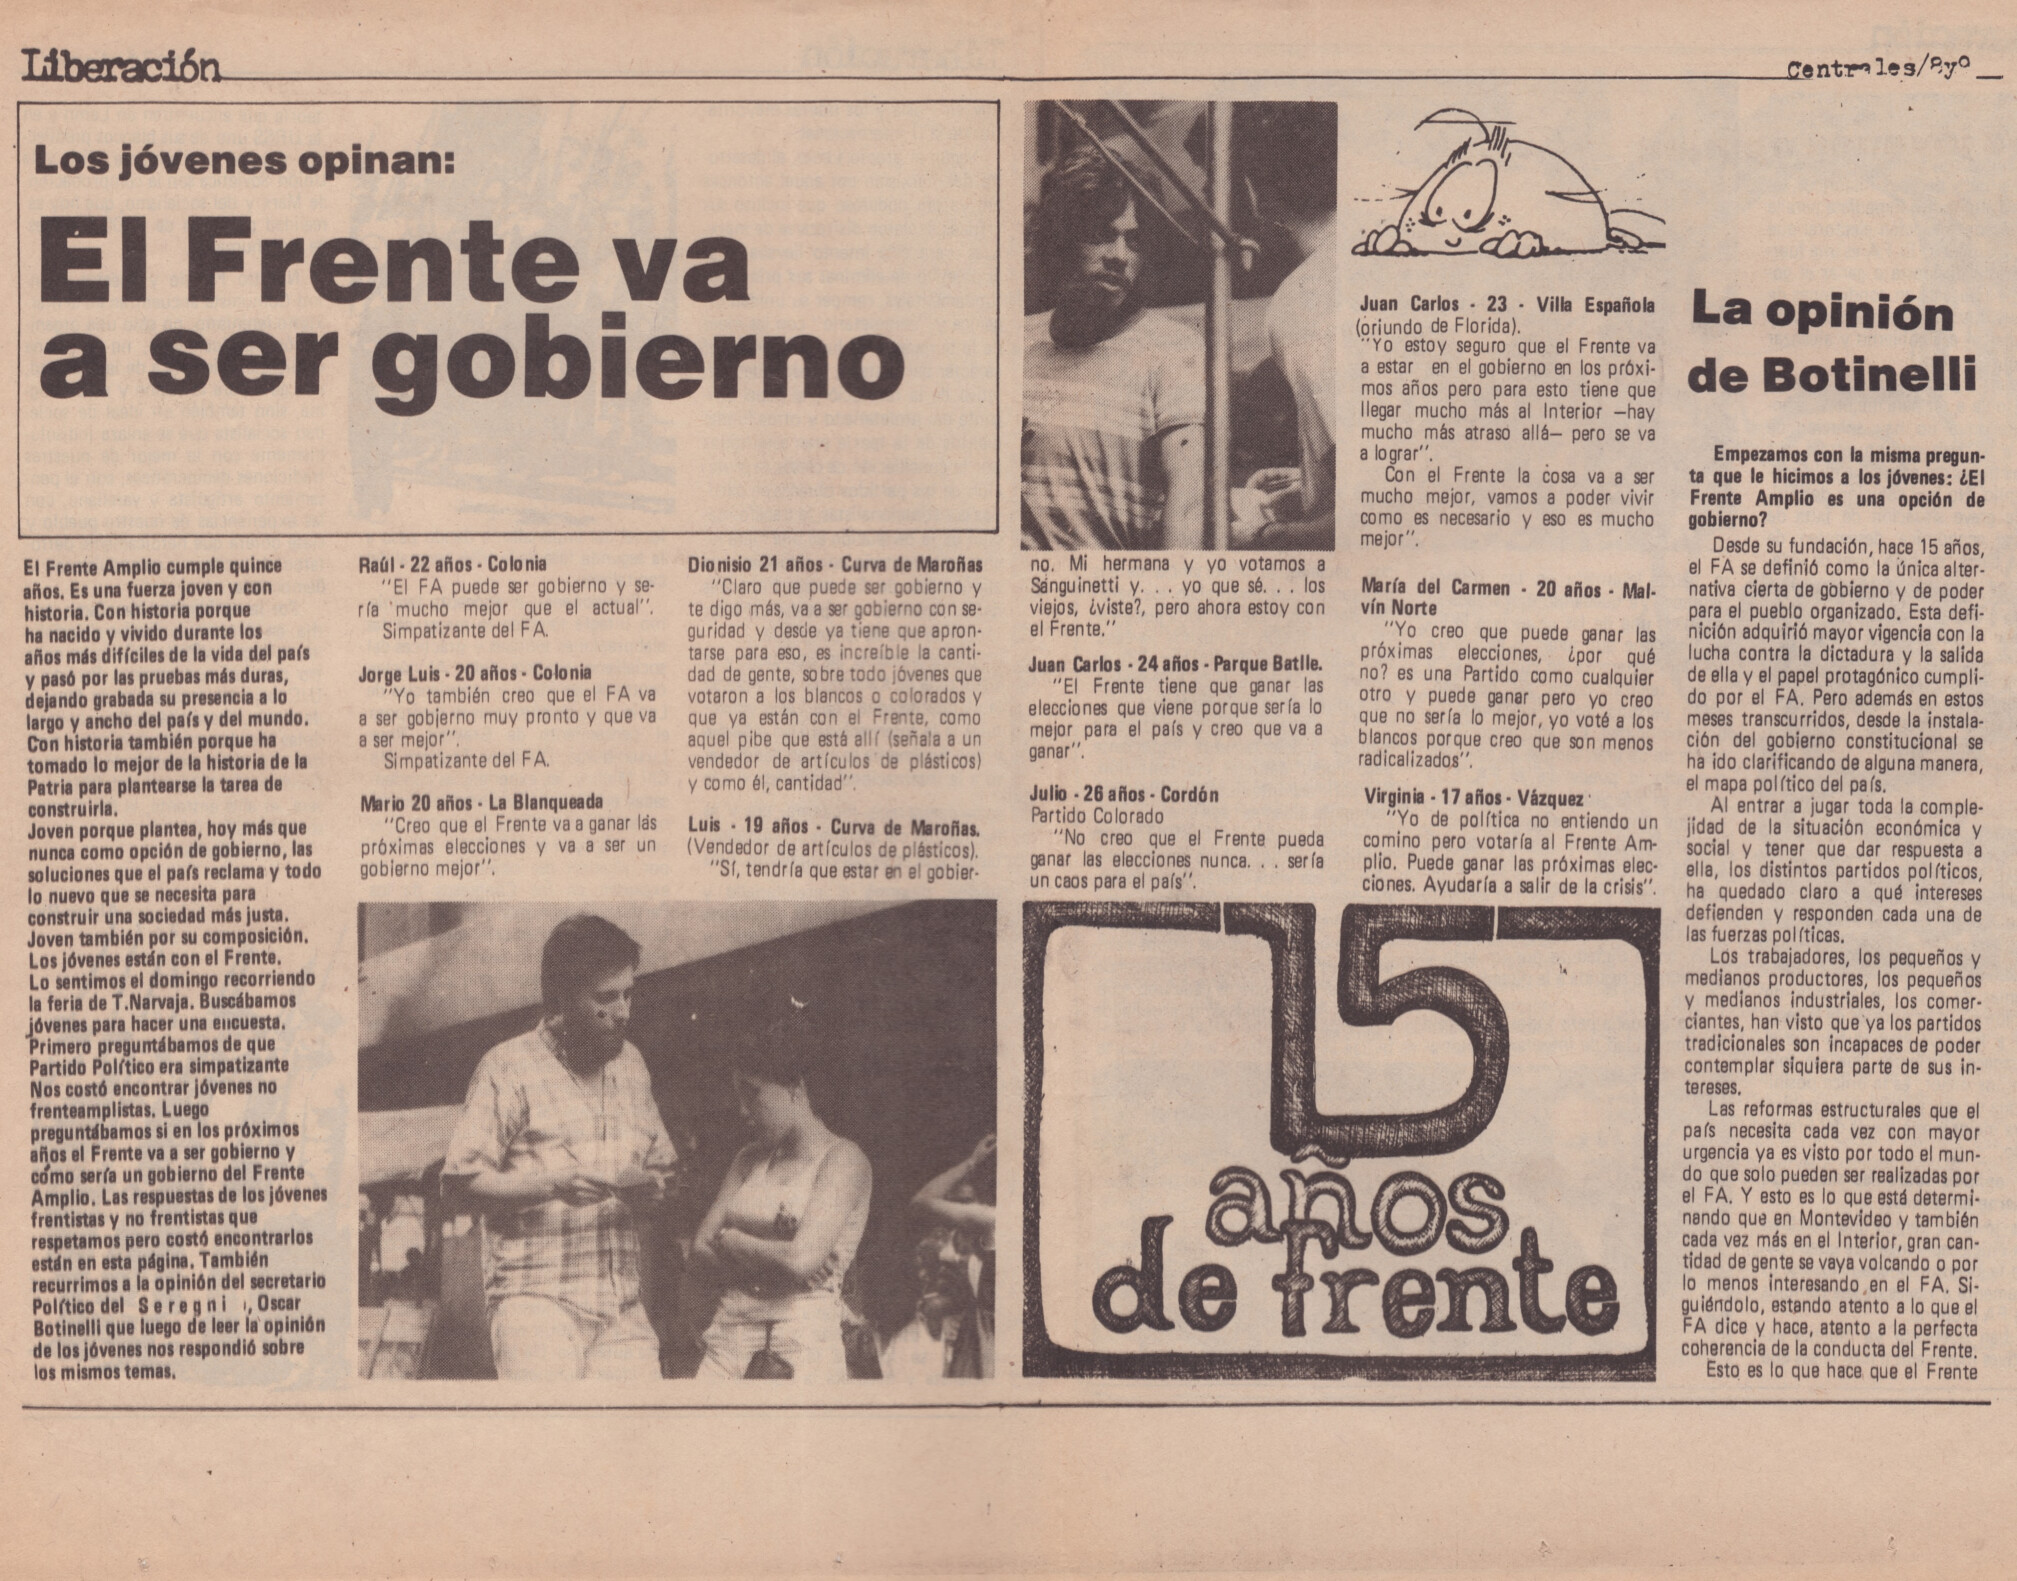 Liberación
Centrales/8y9
Los jóvenes opinan:
El Frente va
a ser gobierno
El Frente Amplio cumple quince
años. Es una fuerza joven y con
historia. Con historia porque
ha nacido y vivido durante los
años más difíciles de la vida del país
y pasó por las pruebas más duras,
dejando grabada su presencia a lo
largo y ancho del país y del mundo.
Con historia también porque ha
tomado lo mejor de la historia de la
Patria para plantearse la tarea de
construirla.
Joven porque plantea, hoy más que
nunca como opción de gobierno, las
soluciones que el país reclama y todo
lo nuevo que se necesita para
construir una sociedad más justa.
Joven también por su composición.
Los jóvenes están con el Frente.
Lo sentimos el domingo recorriendo
la feria de T.Narvaja. Buscábamos
jóvenes para hacer una encuesta.
Primero preguntábamos de que
Partido Político era simpatizante
Nos costó encontrar jóvenes no
frenteamplistas. Luego
preguntábamos si en los próximos
años el Frente va a ser gobierno y
cómo sería un gobierno del Frente
Amplio. Las respuestas de los jóvenes
frentistas y no frentistas que
respetamos pero costó encontrarlos
están en esta página. También
recurrimos a la opinión del secretario
Político del Seregni, Oscar
Botinelli que luego de leer la opinión
de los jóvenes nos respondió sobre
los mismos temas.
Raúl - 22 años - Colonia
"El FA puede ser gobierno y se-
ría mucho mejor que el actual".
Simpatizante del FA.
Jorge Luis - 20 años - Colonia
"Yo también creo que el FA va
a ser gobierno muy pronto y que va
a ser mejor".
Simpatizante del FA.
Mario 20 años - La Blanqueada
"Creo que el Frente va a ganar las
próximas elecciones y va a ser un
gobierno mejor".
Dionisio 21 años - Curva de Maroñas
"Claro que puede ser gobierno y
te digo más, va a ser gobierno con se-
guridad y desde ya tiene que apron-
tarse para eso, es increíble la canti-
dad de gente, sobre todo jóvenes que
votaron a los blancos o colorados y
que ya están con el Frente, como
aquel pibe que está allí (señala a un
vendedor de artículos de plásticos)
y como él, cantidad".
Luis - 19 años - Curva de Maroñas.
(Vendedor de artículos de plásticos).
"Sí, tendría que estar en el gobier-
no. Mi hermana y yo votamos a
Sanguinetti y. . . yo que sé. . . los
viejos, ¿viste?, pero ahora estoy con
el Frente."
Juan Carlos - 24 años - Parque Batlle.
"El Frente tiene que ganar las
elecciones que viene porque sería lo
mejor para el país y creo que va a
ganar".
Julio - 26 años - Cordón
Partido Colorado
"No creo que el Frente pueda
ganar las elecciones nunca. . . sería
un caos para el país".
Juan Carlos - 23 - Villa Española
(oriundo de Florida).
"Yo estoy seguro que el Frente va
a estar en el gobierno en los próxi-
mos años pero para esto tiene que
llegar mucho más al Interior —hay
mucho más atraso allá— pero se va
a lograr".
Con el Frente la cosa va a ser
mucho mejor, vamos a poder vivir
como es necesario y eso es mucho
mejor".
María del Carmen - 20 años - Mal-
vín Norte
"Yo creo que puede ganar las
próximas elecciones, ¿por qué
no? es una Partido como cualquier
otro y puede ganar pero yo creo
que no sería lo mejor, yo voté a los
blancos porque creo que son menos
radicalizados".
Virginia - 17 años - Vázquez
"Yo de política no entiendo un
comino pero votaría al Frente Am-
plio. Puede ganar las próximas elec-
ciones. Ayudaría a salir de la crisis".
15
años
de frente
La opinión
de Botinelli
Empezamos con la misma pregun-
ta que le hicimos a los jóvenes: ¿El
Frente Amplio es una opción de
gobierno?
Desde su fundación, hace 15 años,
el FA se definió como la única alter-
nativa cierta de gobierno y de poder
para el pueblo organizado. Esta defi-
nición adquirió mayor vigencia con la
lucha contra la dictadura y la salida
de ella y el papel protagónico cumpli-
do por el FA. Pero además en estos
meses transcurridos, desde la instala-
ción del gobierno constitucional se
ha ido clarificando de alguna manera,
el mapa político del país.
Al entrar a jugar toda la comple-
jidad de la situación económica y
social y tener que dar respuesta a
ella, los distintos partidos políticos,
ha quedado claro a qué intereses
defienden y responden cada una de
las fuerzas políticas.
Los trabajadores, los pequeños y
medianos productores, los pequeños
y medianos industriales, los comer-
ciantes, han visto que ya los partidos
tradicionales son incapaces de poder
contemplar siquiera parte de sus in-
tereses.
Las reformas estructurales que el
país necesita cada vez con mayor
urgencia ya es visto por todo el mun-
do que solo pueden ser realizadas por
el FA. Y esto es lo que está determi-
nando que en Montevideo y también
cada vez más en el Interior, gran can-
tidad de gente se vaya volcando o por
lo menos interesando en el FA. Si-
guiéndolo, estando atento a lo que el
FA dice y hace, atento a la perfecta
coherencia de la conducta del Frente.
Esto es lo que hace que el Frente